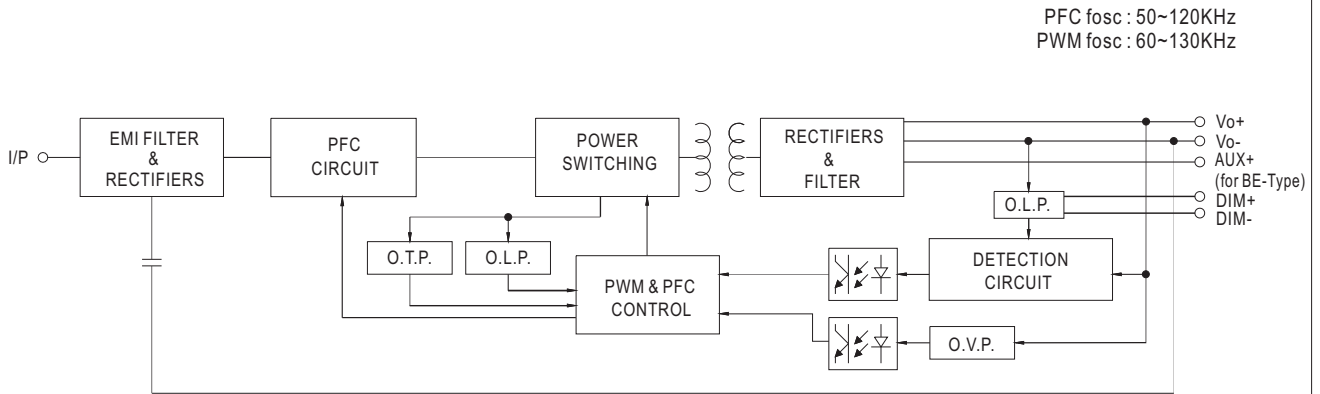 PFC fosc : 50~120KHz
PWM fosc : 60~130KHz
I/P
EMI FILTER
&
RECTIFIERS
PFC
CIRCUIT
POWER
SWITCHING
RECTIFIERS
&
FILTER
Vo+
Vo-
AUX+
(for BE-Type)
DIM+
DIM-
O.L.P.
O.T.P.
O.L.P.
PWM & PFC
CONTROL
DETECTION
CIRCUIT
O.V.P.